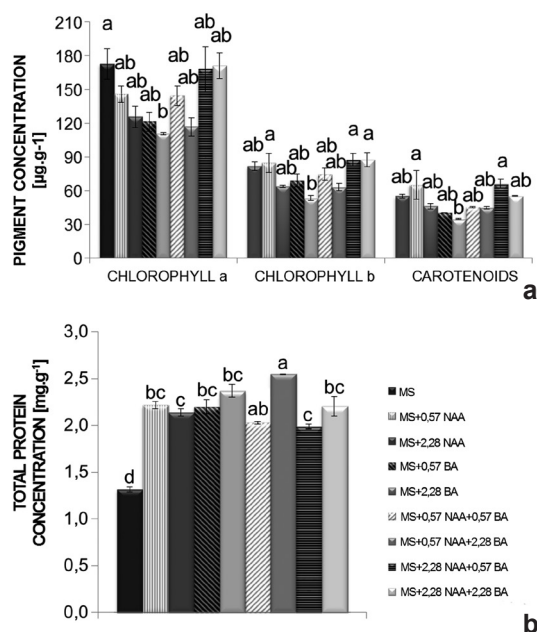 PIGMENT CONCENTRATION
[µg.g-1]
210
180
150
120
90
60
30
0
a
ab
ab
ab
b
ab
ab
ab
ab
ab
a
ab
ab
b
ab
ab
a
a
ab
a
ab
ab
b
ab
ab
a
ab
CHLOROPHYLL a
CHLOROPHYLL b
CAROTENOIDS
a
TOTAL PROTEIN
CONCENTRATION [mg.g¹]
3,0
2,5
2,0
1,5
1,0
0,5
0,0
d
bc
c
bc
bc
ab
a
c
bc
MS
MS+0,57 NAA
MS+2,28 NAA
MS+0,57 BA
MS+2,28 BA
MS+0,57 NAA+0,57 BA
MS+0,57 NAA+2,28 BA
MS+2,28 NAA+0,57 BA
MS+2,28 NAA+2,28 BA
b